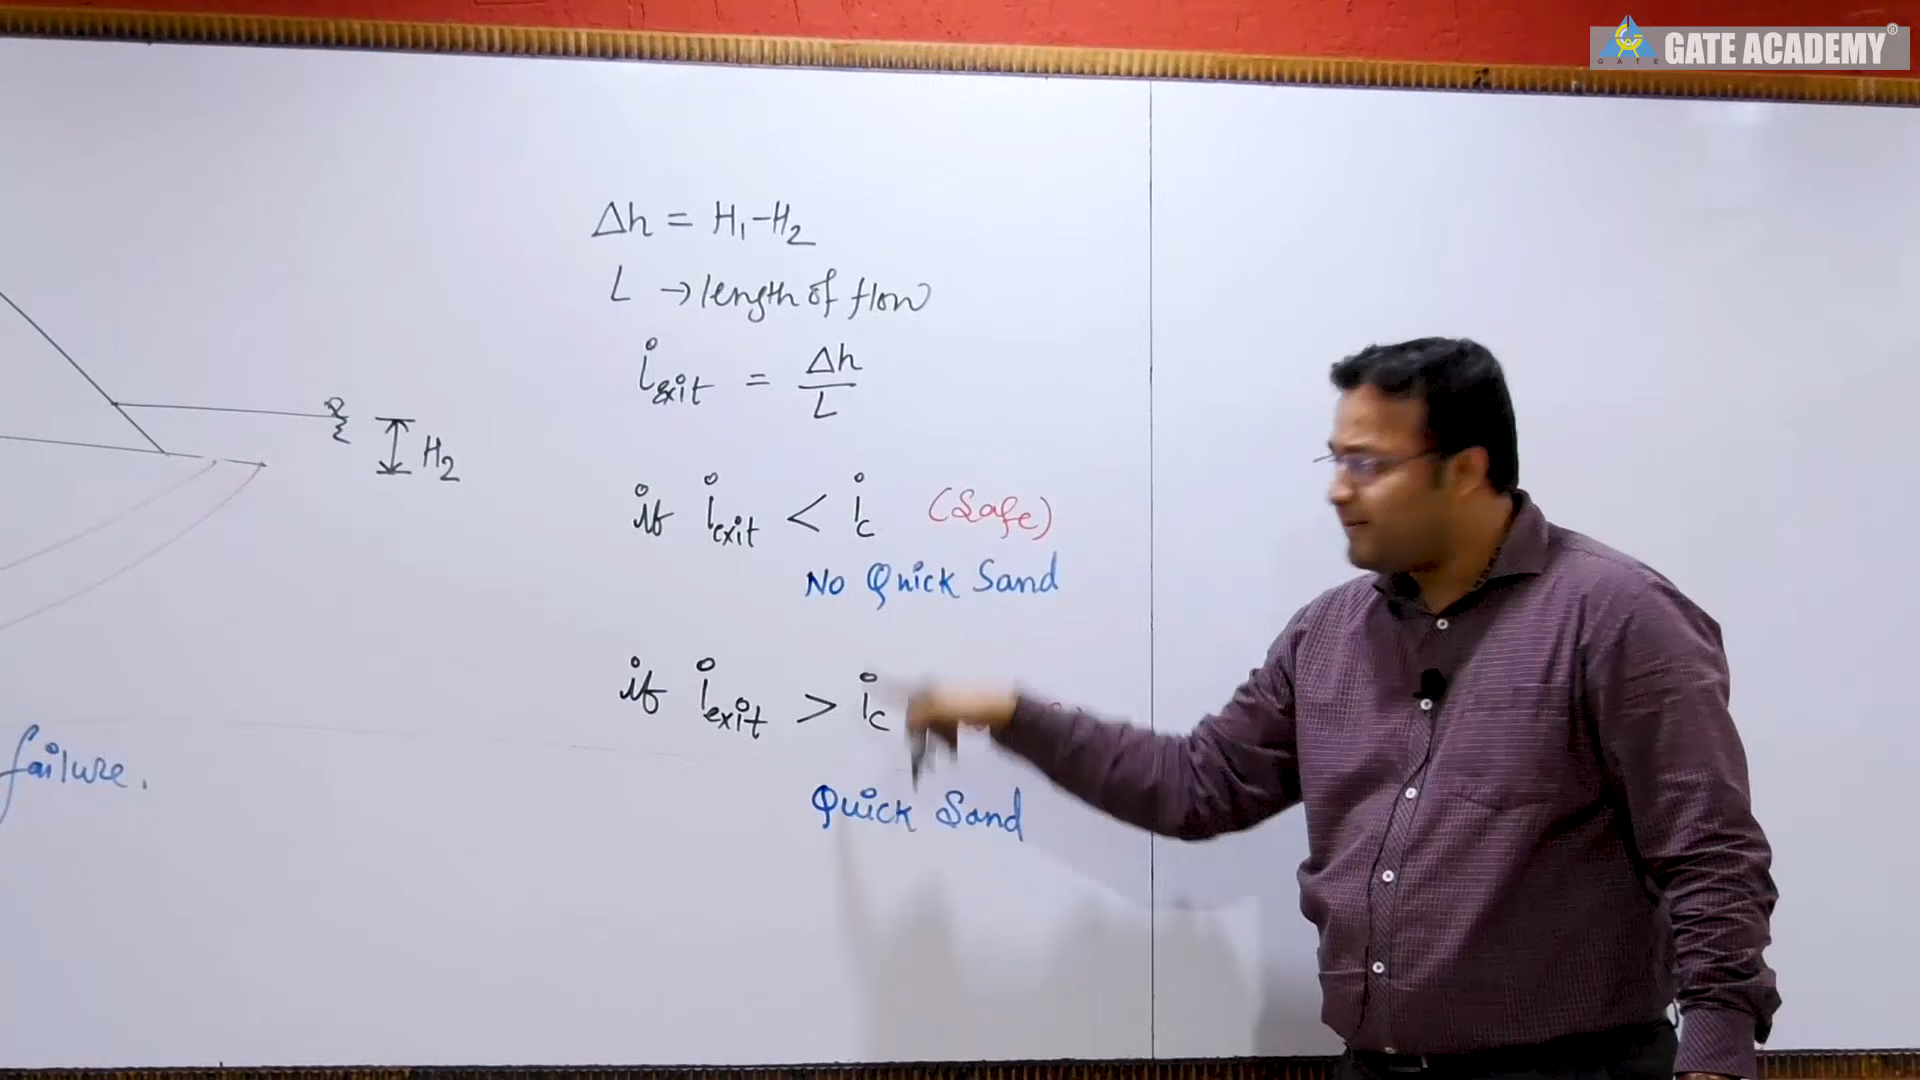 GATE ACADEMY®
GATE
Δh = H₁-H₂
L → length of flow
i_exit = Δh/L
H₂
if i_exit < i_c (Safe)
No Quick Sand
if i_exit > i_c
failure.
Quick Sand